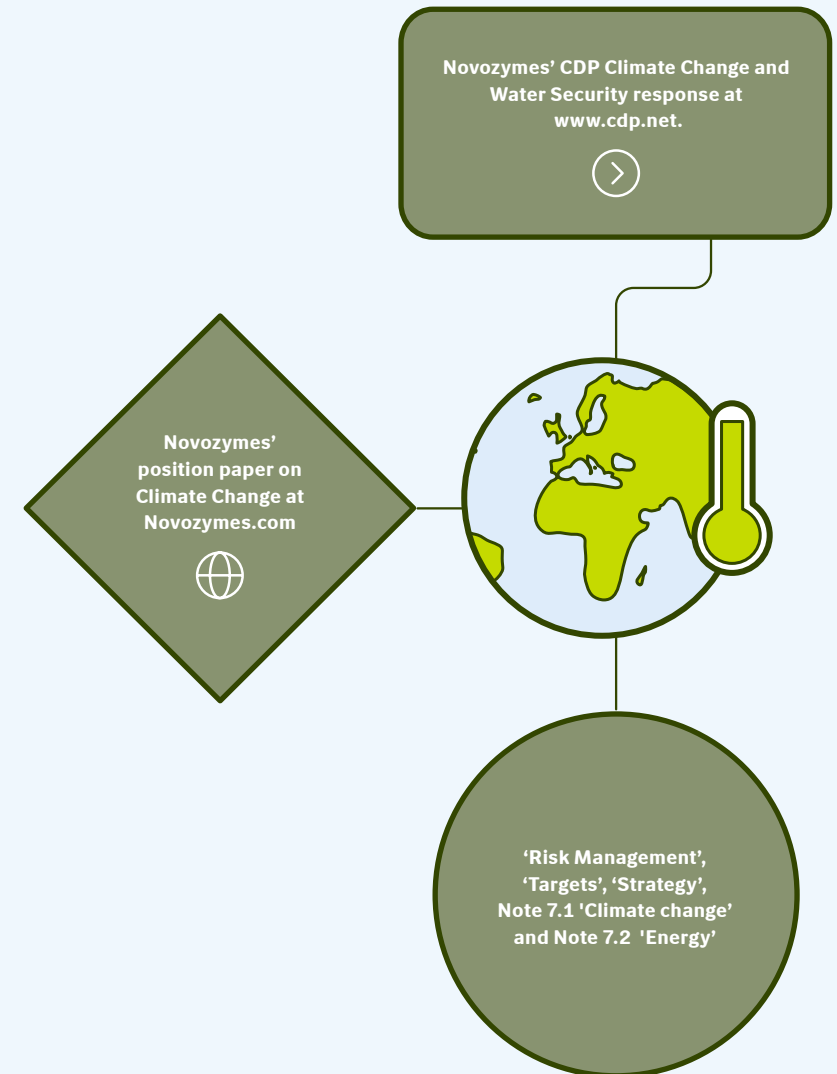 Novozymes’ CDP Climate Change and
Water Security response at
www.cdp.net.
Novozymes’
position paper on
Climate Change at
Novozymes.com
‘Risk Management’,
‘Targets’, ‘Strategy’,
Note 7.1 'Climate change’
and Note 7.2  'Energy’